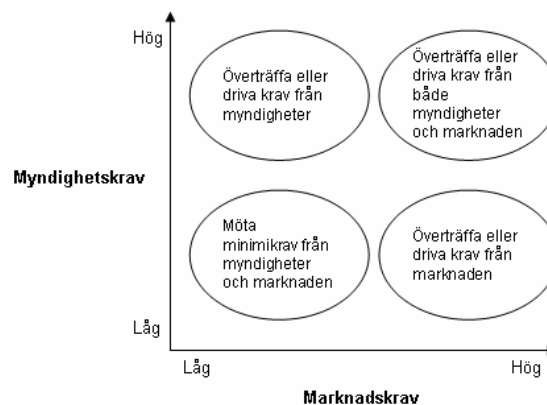 Hög
Överträffa eller
driva krav från
myndigheter
Överträffa eller
driva krav från
både
myndigheter
och marknaden
Myndighetskrav
Möta
minimikrav från
myndigheter
och marknaden
Överträffa eller
driva krav från
marknaden
Låg
Låg
Hög
Marknadskrav